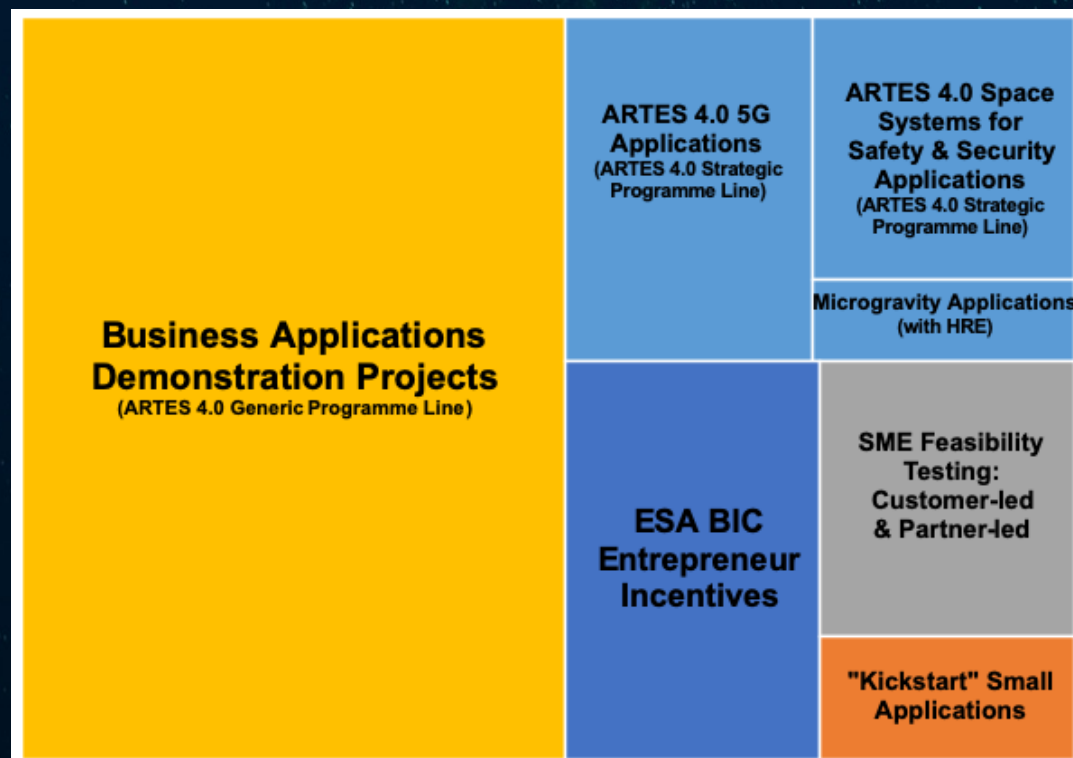 Business Applications
Demonstration Projects
(ARTES 4.0 Generic Programme Line)
ARTES 4.0 5G
Applications
(ARTES 4.0 Strategic
Programme Line)
ARTES 4.0 Space
Systems for
Safety & Security
Applications
(ARTES 4.0 Strategic
Programme Line)
Microgravity Applications
(with HRE)
ESA BIC
Entrepreneur
Incentives
SME Feasibility
Testing:
Customer-led
& Partner-led
"Kickstart" Small
Applications